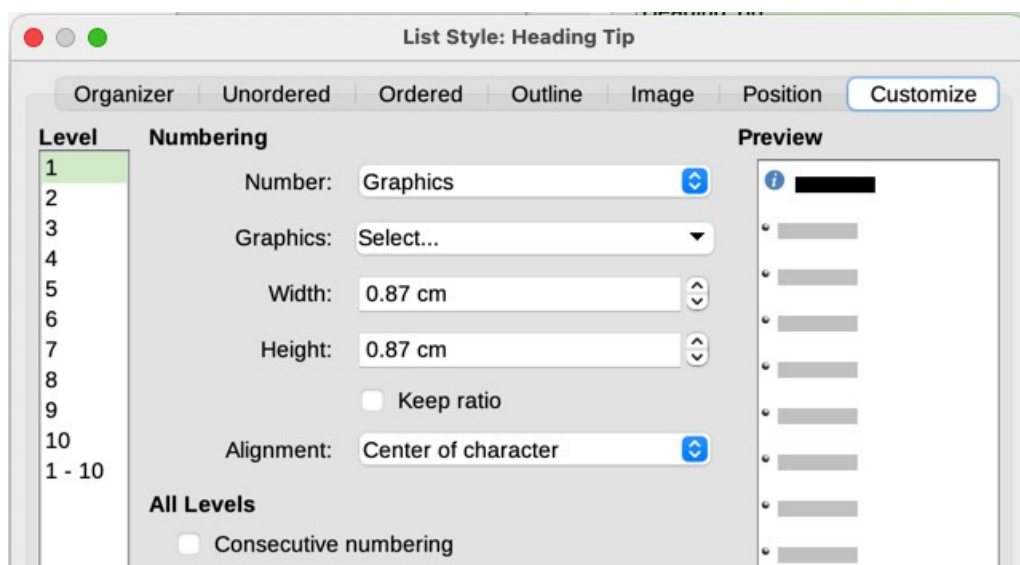 List Style: Heading Tip
Organizer Unordered Ordered Outline Image Position Customize
Level
1
2
3
4
5
6
7
8
9
10
1 - 10
Numbering
Number: Graphics
Graphics: Select...
Width: 0.87 cm
Height: 0.87 cm
Keep ratio
Alignment: Center of character
All Levels
Consecutive numbering
Preview